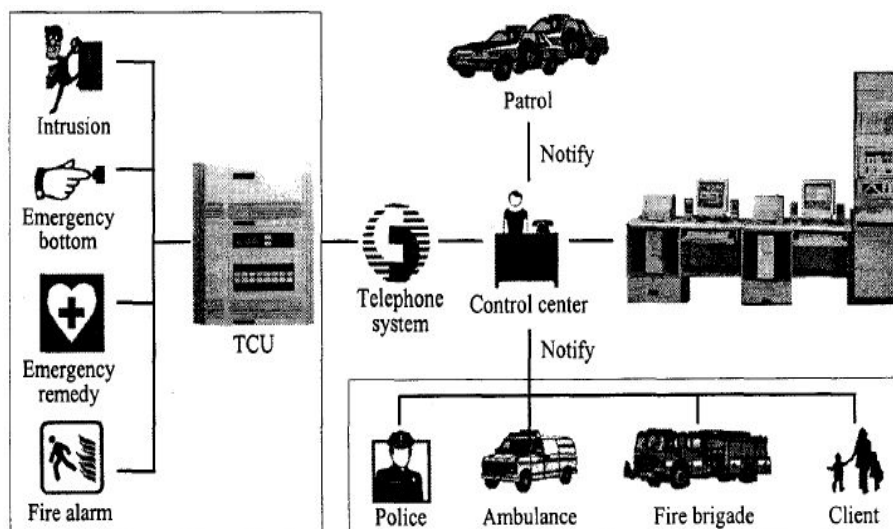 Patrol
Intrusion
Notify
Emergency
bottom
Telephone
system
Control center
TCU
Emergency
remedy
Notify
Fire alarm
Police
Ambulance
Fire brigade
Client